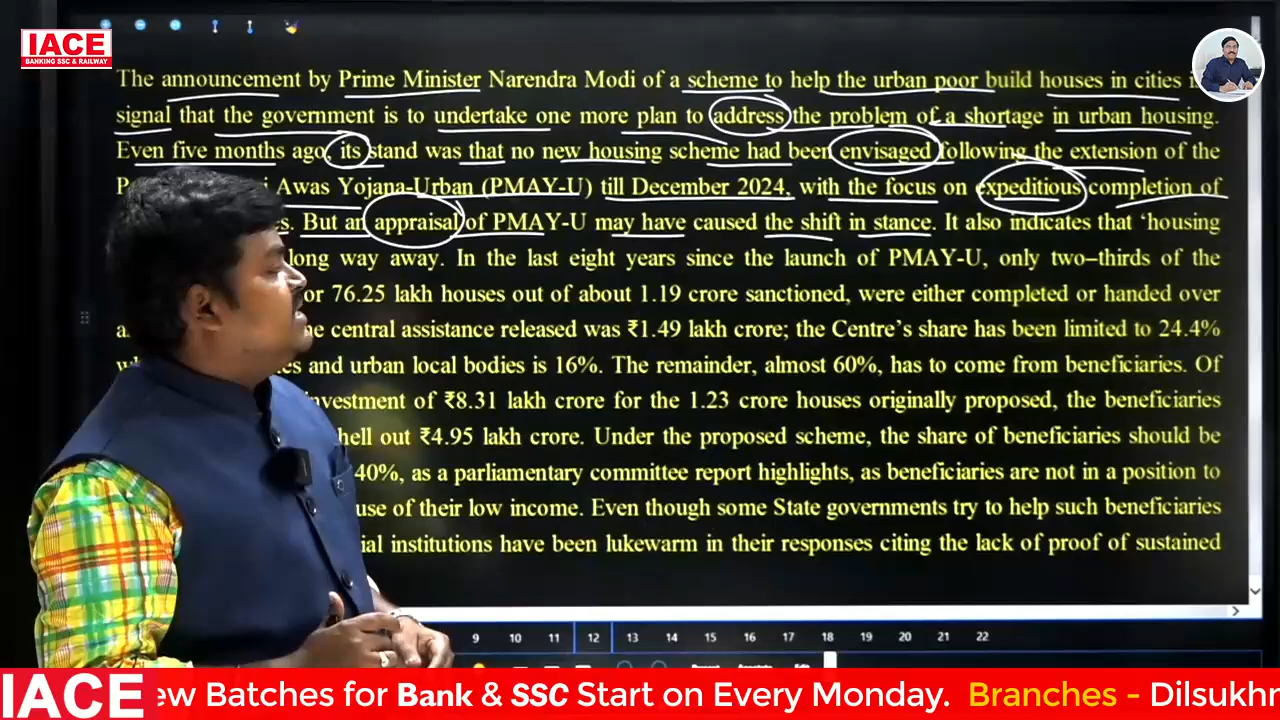 IACE
BANKING SSC & RAILWAY
The announcement by Prime Minister Narendra Modi of a scheme to help the urban poor build houses in cities
signal that the government is to undertake one more plan to address the problem of a shortage in urban housing.
Even five months ago, its stand was that no new housing scheme had been envisaged following the extension of the
Awas Yojana-Urban (PMAY-U) till December 2024, with the focus on expeditious completion of
But an appraisal of PMAY-U may have caused the shift in stance. It also indicates that ‘housing
long way away. In the last eight years since the launch of PMAY-U, only two–thirds of the
or 76.25 lakh houses out of about 1.19 crore sanctioned, were either completed or handed over
central assistance released was ₹1.49 lakh crore; the Centre’s share has been limited to 24.4%
and urban local bodies is 16%. The remainder, almost 60%, has to come from beneficiaries. Of
investment of ₹8.31 lakh crore for the 1.23 crore houses originally proposed, the beneficiaries
out ₹4.95 lakh crore. Under the proposed scheme, the share of beneficiaries should be
40%, as a parliamentary committee report highlights, as beneficiaries are not in a position to
of their low income. Even though some State governments try to help such beneficiaries
institutions have been lukewarm in their responses citing the lack of proof of sustained
9 10 11 12 13 14 15 16 17 18 19 20 21 22
IACE
ew Batches for Bank & SSC Start on Every Monday. Branches - Dilsukhn